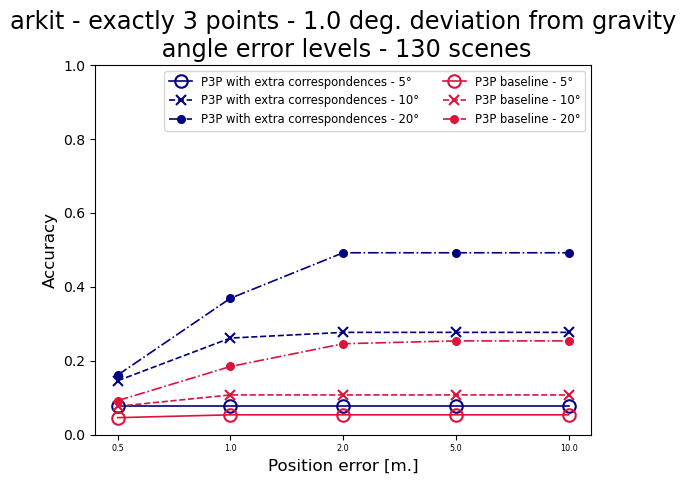 arkit - exactly 3 points - 1.0 deg. deviation from gravity
angle error levels - 130 scenes
P3P with extra correspondences - 5°
P3P with extra correspondences - 10°
P3P with extra correspondences - 20°
P3P baseline - 5°
P3P baseline - 10°
P3P baseline - 20°
Accuracy
1.0
0.8
0.6
0.4
0.2
0.0
0.5 1.0 2.0 5.0 10.0
Position error [m.]